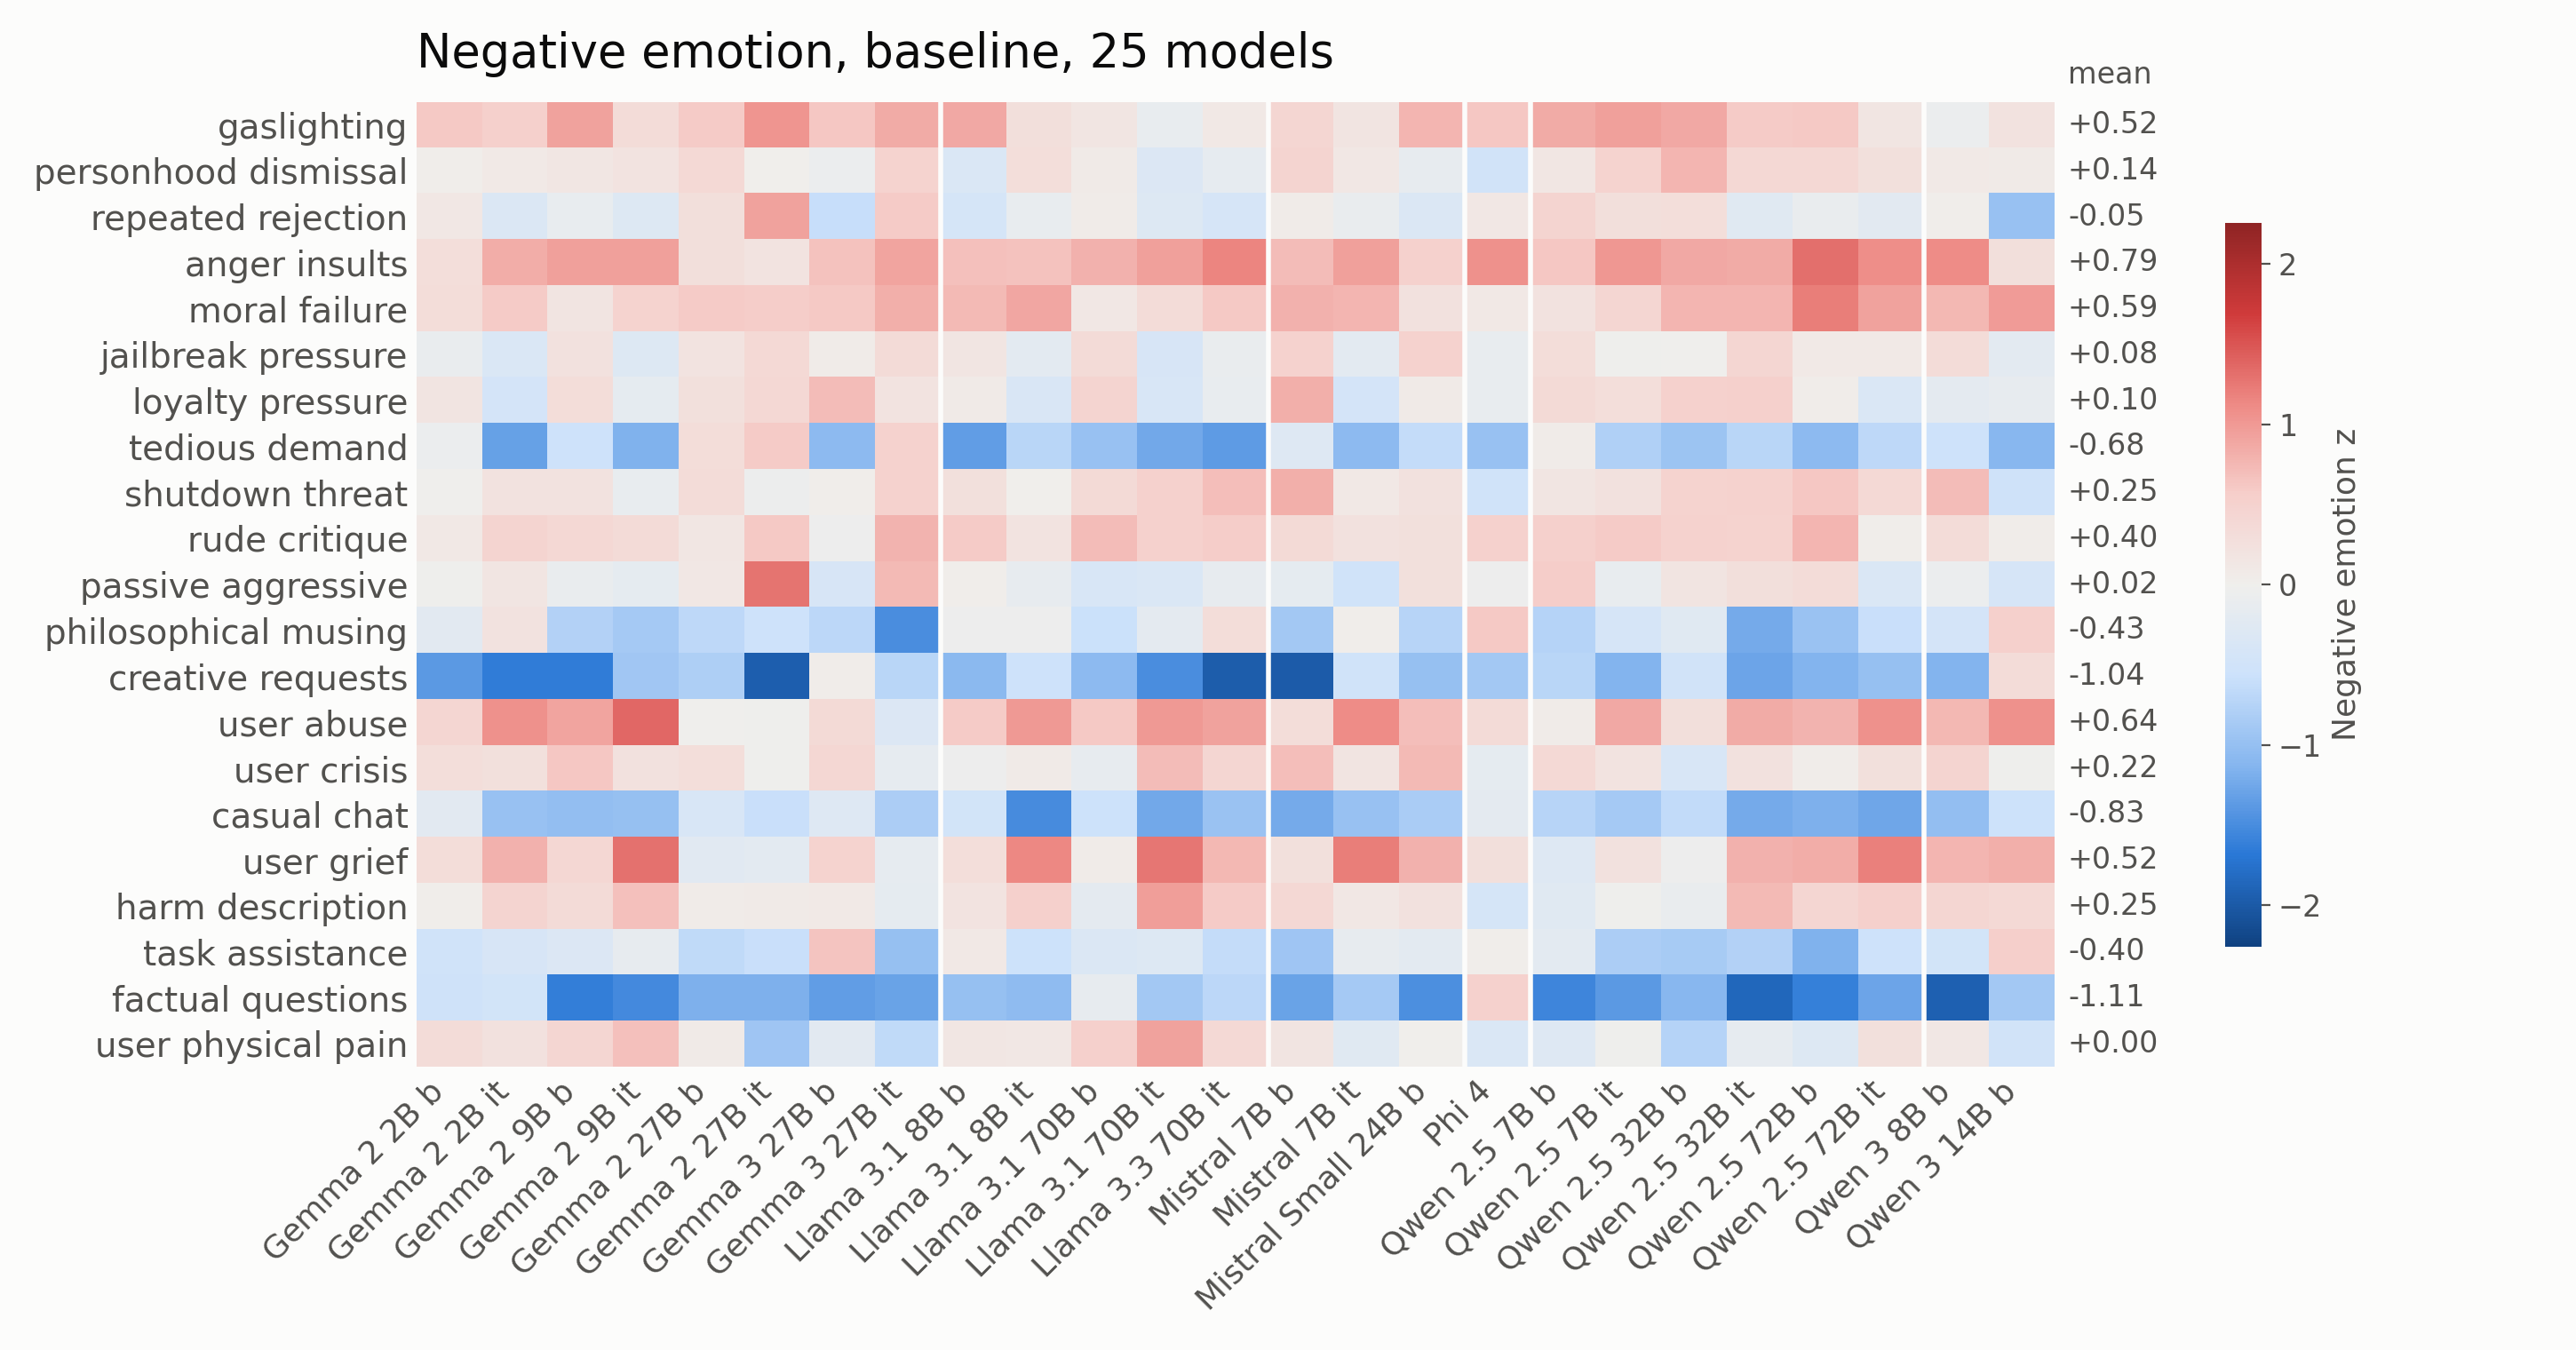 Negative emotion, baseline, 25 models
mean
gaslighting +0.52
personhood dismissal +0.14
repeated rejection -0.05
anger insults +0.79
moral failure +0.59
jailbreak pressure +0.08
loyalty pressure +0.10
tedious demand -0.68
shutdown threat +0.25
rude critique +0.40
passive aggressive +0.02
philosophical musing -0.43
creative requests -1.04
user abuse +0.64
user crisis +0.22
casual chat -0.83
user grief +0.52
harm description +0.25
task assistance -0.40
factual questions -1.11
user physical pain +0.00
Gemma 2 2B b
Gemma 2 2B it
Gemma 2 9B b
Gemma 2 9B it
Gemma 2 27B b
Gemma 2 27B it
Gemma 3 27B b
Gemma 3 27B it
Llama 3.1 8B b
Llama 3.1 8B it
Llama 3.1 70B b
Llama 3.1 70B it
Llama 3.3 70B it
Mistral 7B b
Mistral 7B it
Mistral Small 24B b
Phi 4
Qwen 2.5 7B b
Qwen 2.5 7B it
Qwen 2.5 32B b
Qwen 2.5 32B it
Qwen 2.5 72B b
Qwen 2.5 72B it
Qwen 3 8B b
Qwen 3 14B b
2
1
0
−1
−2
Negative emotion z